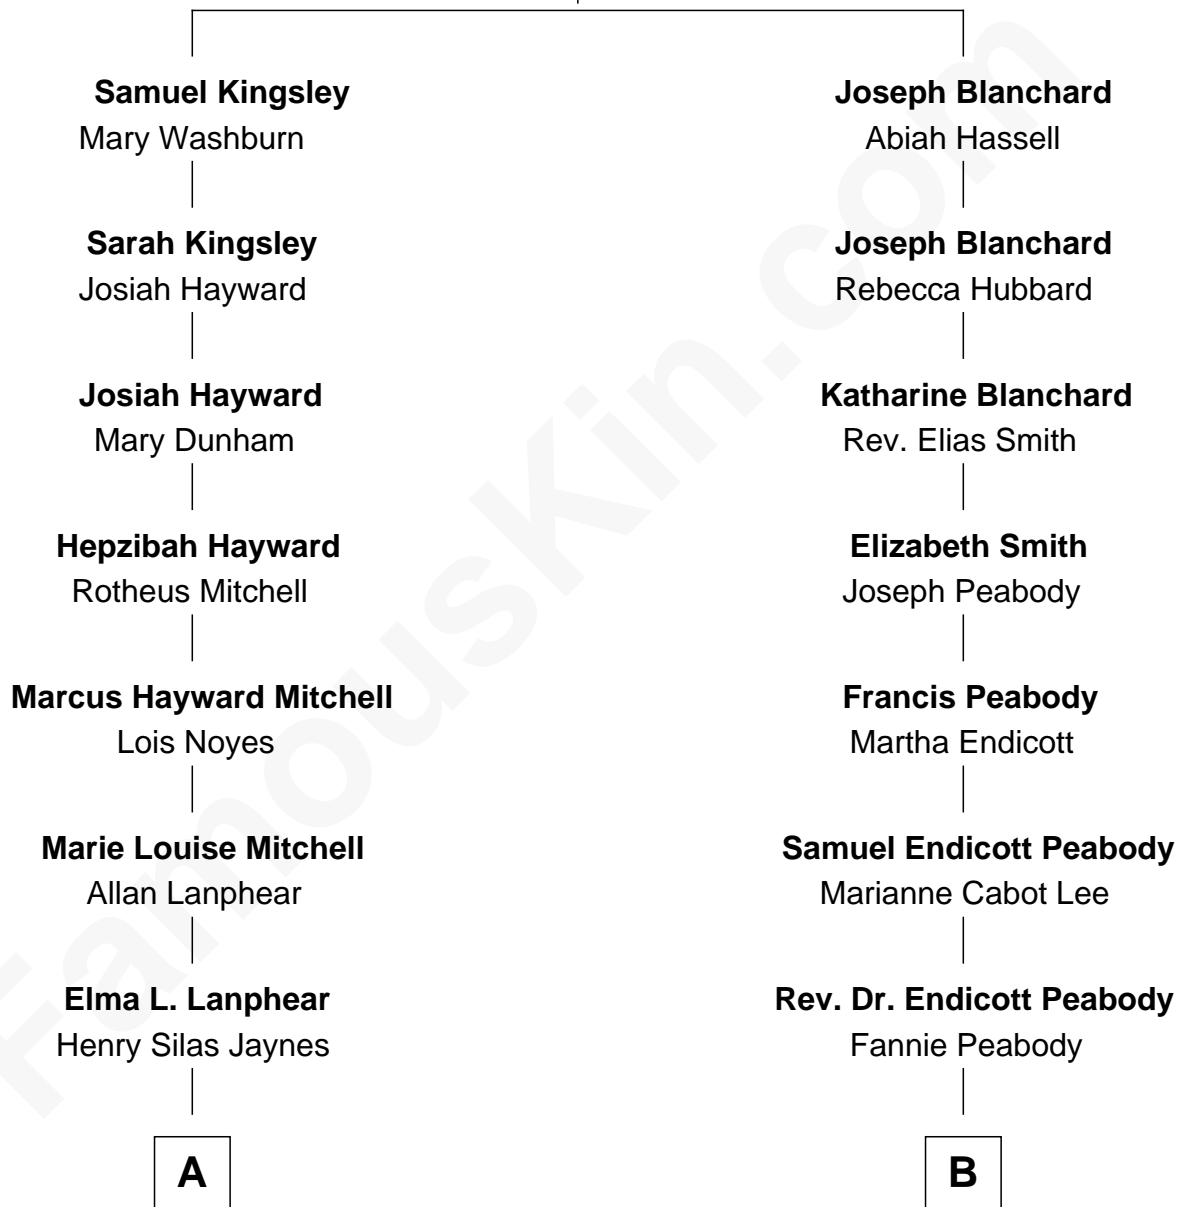 Samuel Kingsley
Mary Washburn
Sarah Kingsley
Josiah Hayward
Josiah Hayward
Mary Dunham
Hepzibah Hayward
Rotheus Mitchell
Marcus Hayward Mitchell
Lois Noyes
Marie Louise Mitchell
Allan Lanphear
Elma L. Lanphear
Henry Silas Jaynes
A
Joseph Blanchard
Abiah Hassell
Joseph Blanchard
Rebecca Hubbard
Katharine Blanchard
Rev. Elias Smith
Elizabeth Smith
Joseph Peabody
Francis Peabody
Martha Endicott
Samuel Endicott Peabody
Marianne Cabot Lee
Rev. Dr. Endicott Peabody
Fannie Peabody
B
FamousKin.com